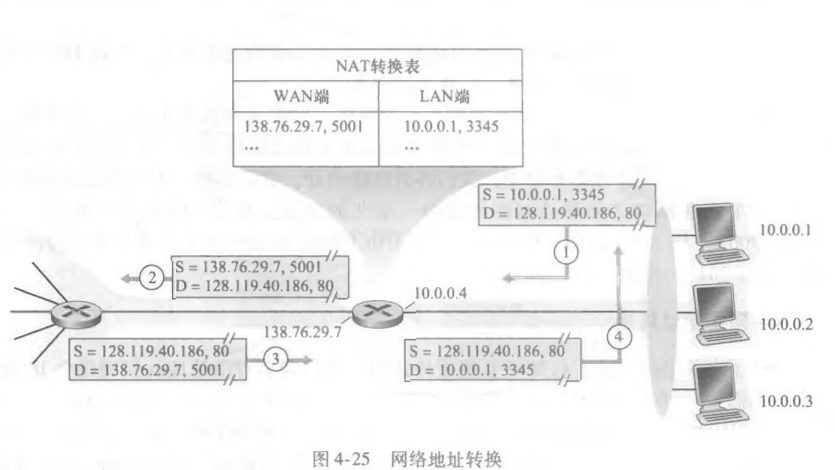 NAT转换表
WAN端 LAN端
138.76.29.7, 5001 10.0.0.1, 3345
... ...
S = 10.0.0.1, 3345
D = 128.119.40.186, 80
10.0.0.1
①
S = 138.76.29.7, 5001
D = 128.119.40.186, 80
②
10.0.0.4
138.76.29.7
10.0.0.2
④
S = 128.119.40.186, 80
D = 138.76.29.7, 5001
③
S = 128.119.40.186, 80
D = 10.0.0.1, 3345
10.0.0.3
图 4-25 网络地址转换